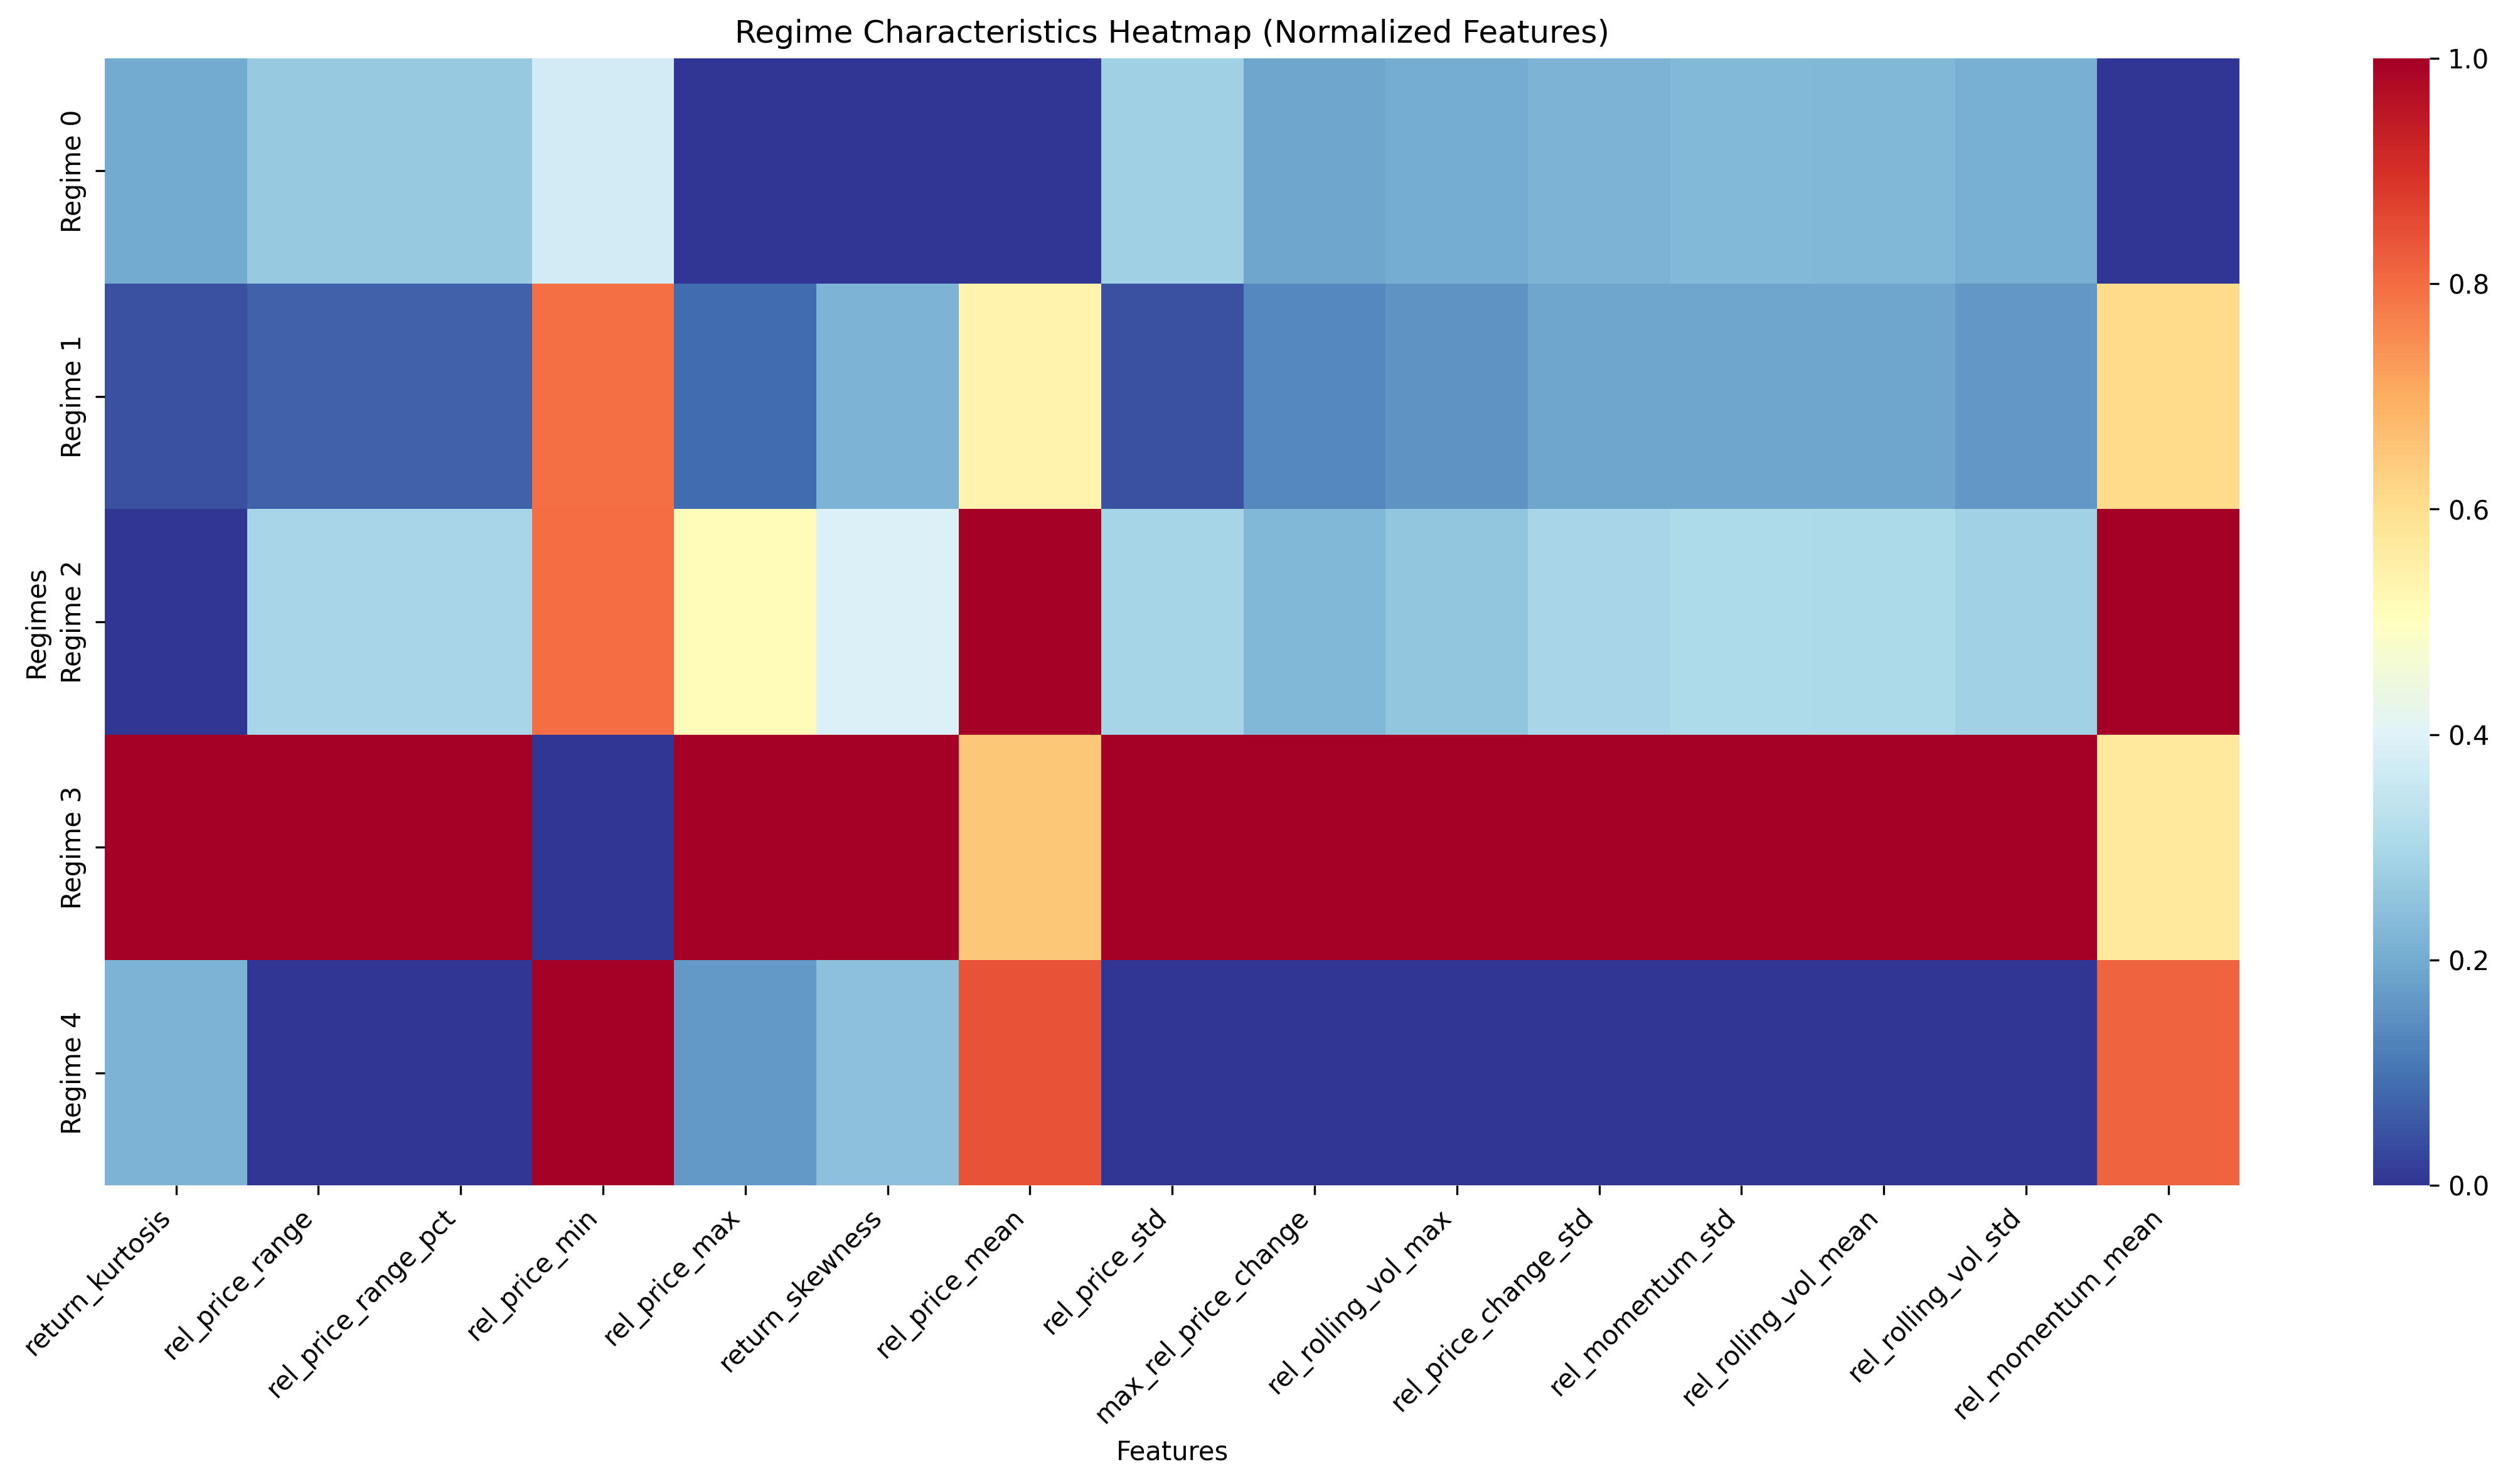 Regime Characteristics Heatmap (Normalized Features)
Regimes
Regime 0
Regime 1
Regime 2
Regime 3
Regime 4
return_kurtosis
rel_price_range
rel_price_range_pct
rel_price_min
rel_price_max
return_skewness
rel_price_mean
rel_price_std
max_rel_price_change
rel_rolling_vol_max
rel_price_change_std
rel_momentum_std
rel_rolling_vol_mean
rel_rolling_vol_std
rel_momentum_mean
Features
1.0
0.8
0.6
0.4
0.2
0.0